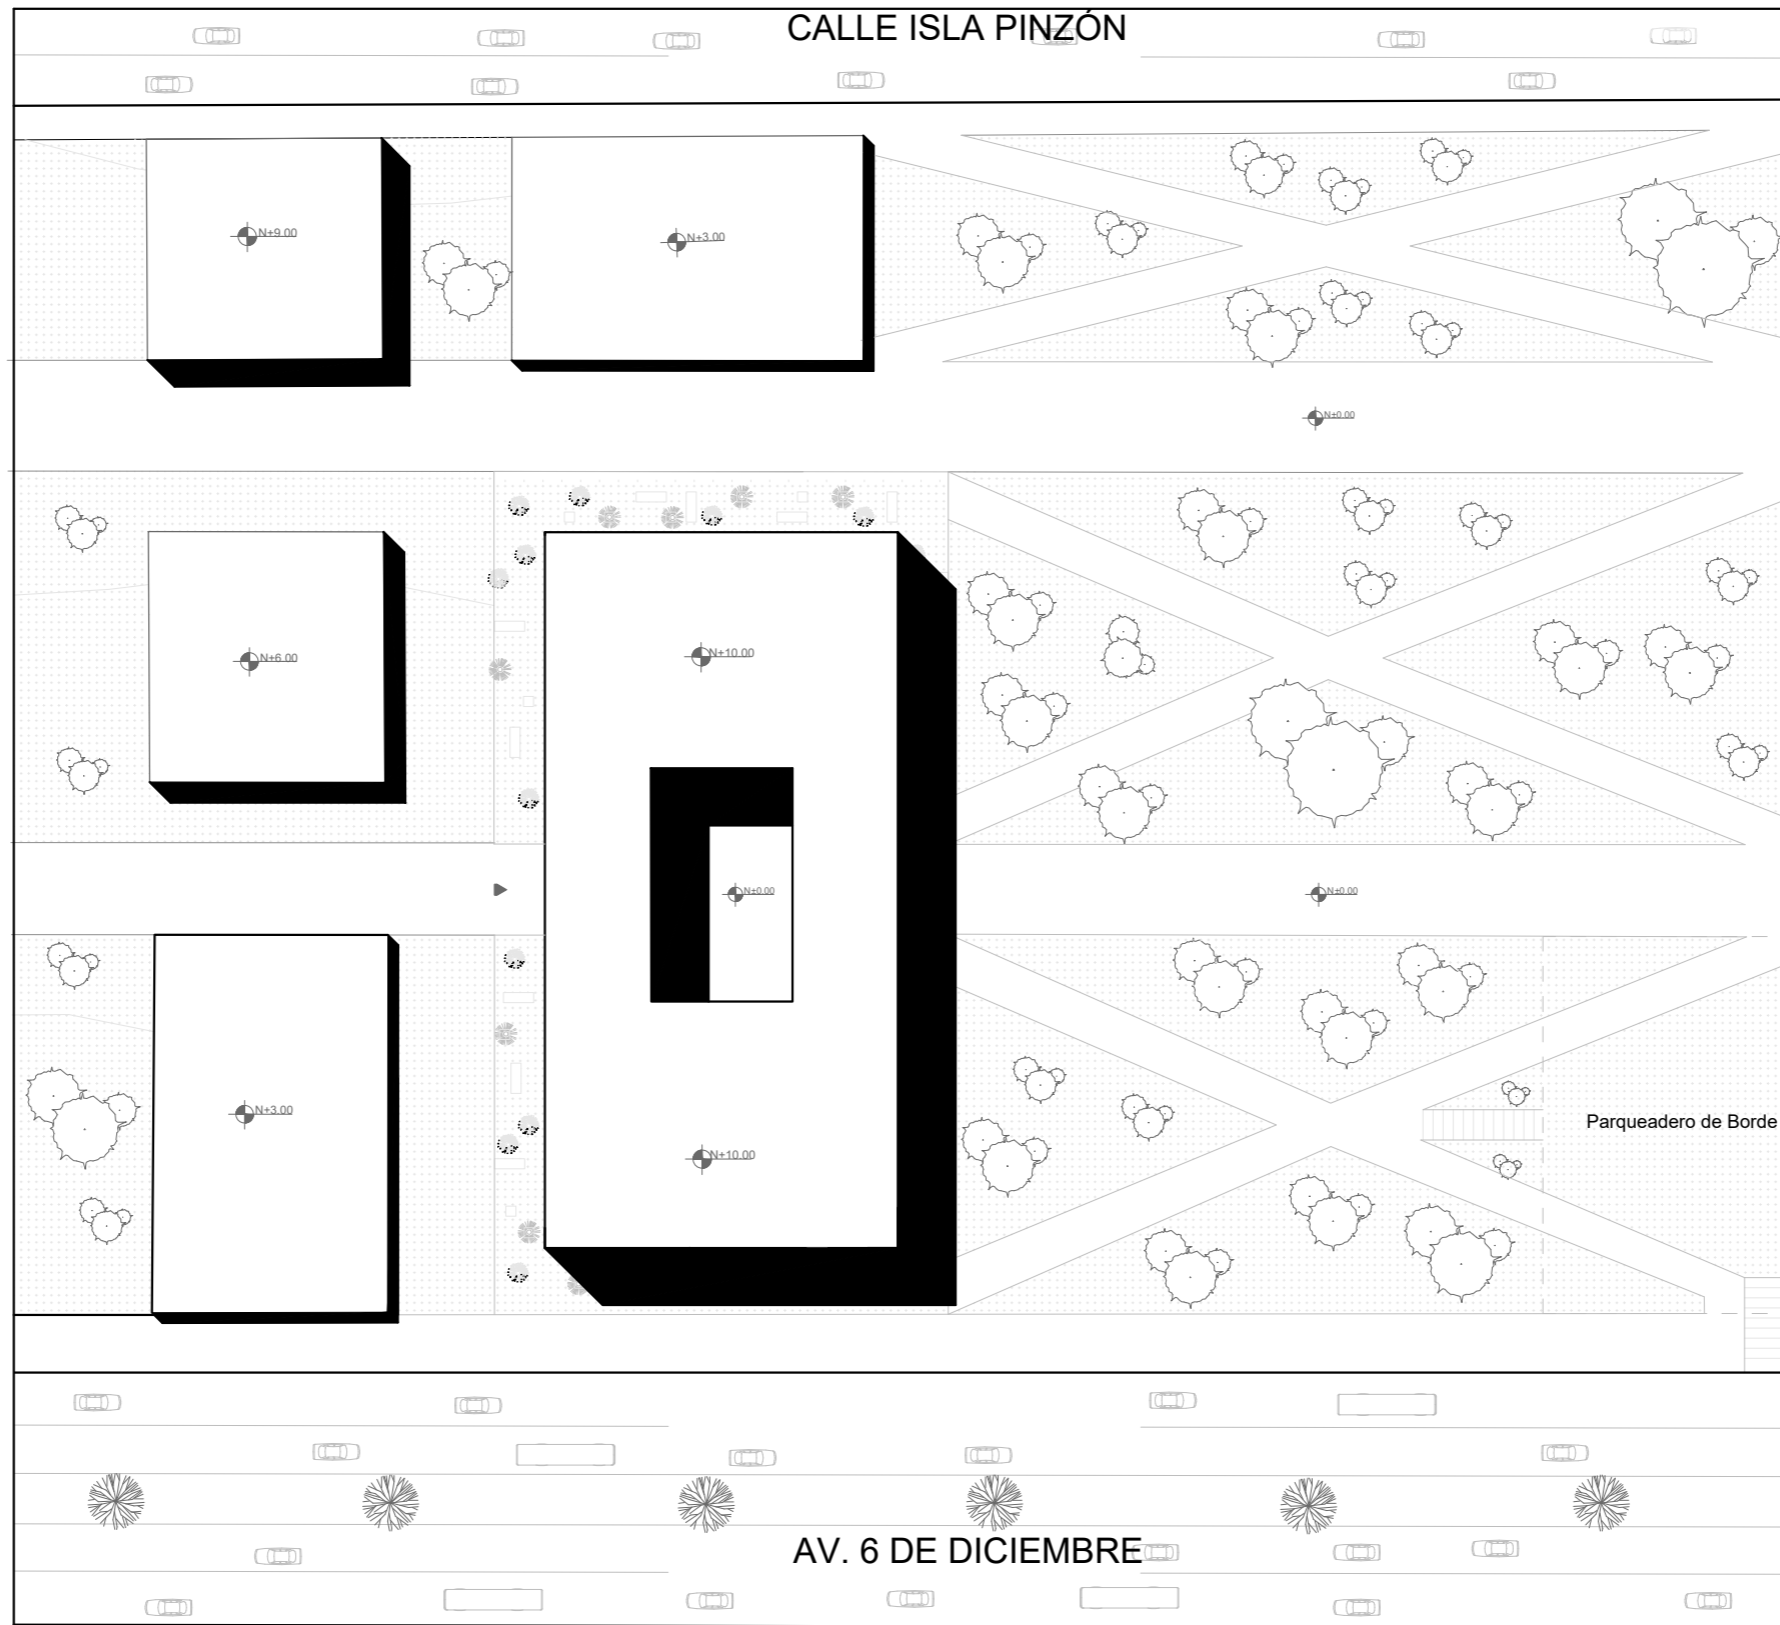 CALLE ISLA PINZÓN
N+9.00
N+3.00
N±0.00
N+6.00
N+10.00
N±0.00
N±0.00
N+3.00
N+10.00
Parqueadero de Borde
AV. 6 DE DICIEMBRE